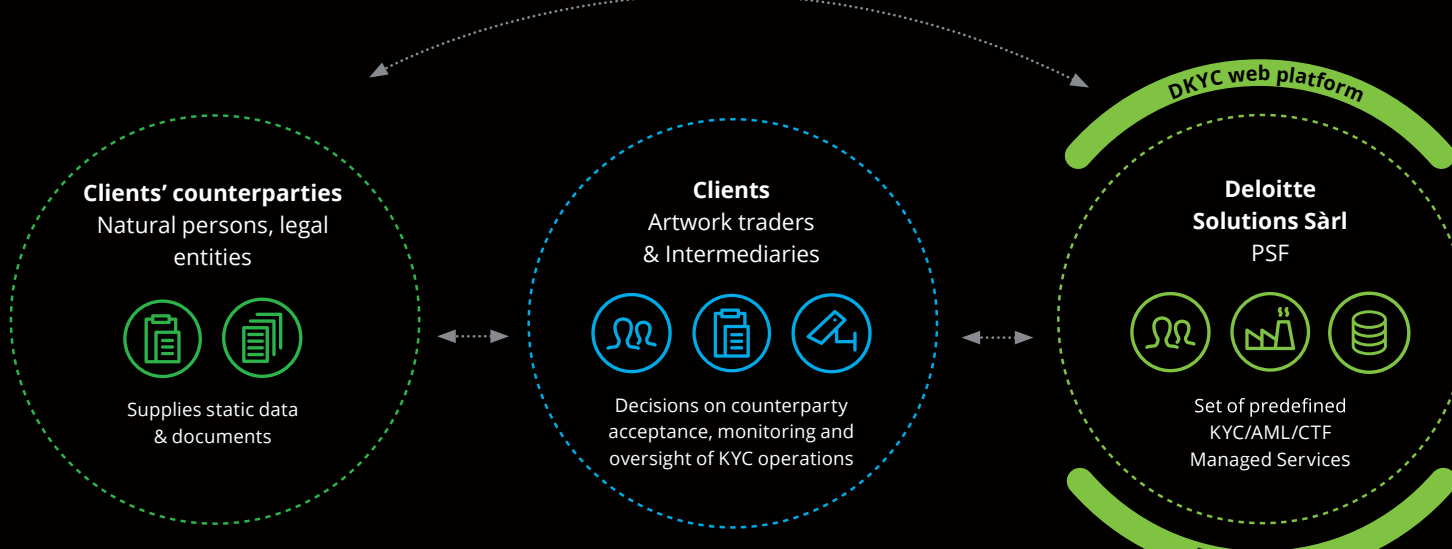 Clients’ counterparties
Natural persons, legal
entities
Supplies static data
& documents
Clients
Artwork traders
& Intermediaries
Decisions on counterparty
acceptance, monitoring and
oversight of KYC operations
DKYC web platform
Deloitte
Solutions Sàrl
PSF
Set of predefined
KYC/AML/CTF
Managed Services